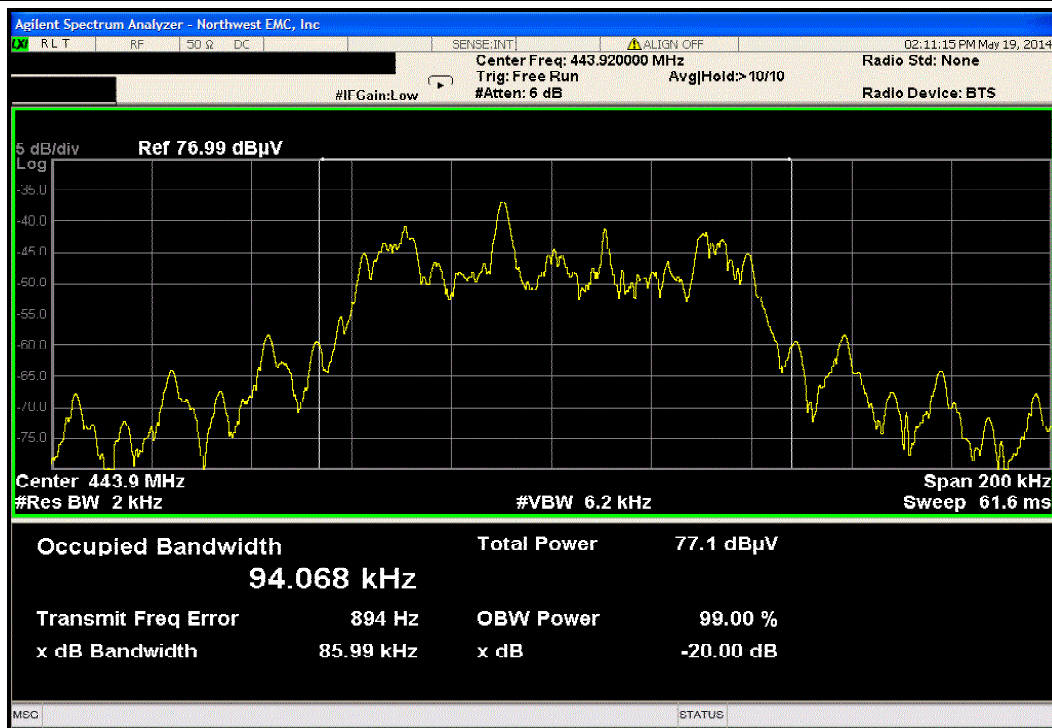 Agilent Spectrum Analyzer - Northwest EMC, Inc
LXI RLT RF 50 Ω DC SENSE:INT ALIGN OFF 02:11:15 PM May 19, 2014
Center Freq: 443.920000 MHz Radio Std: None
Trig: Free Run Avg|Hold:>10/10
#IFGain:Low #Atten: 6 dB Radio Device: BTS
5 dB/div Ref 76.99 dBµV
Log
-35.0
-40.0
-45.0
-50.0
-55.0
-60.0
-65.0
-70.0
-75.0
Center 443.9 MHz Span 200 kHz
#Res BW 2 kHz #VBW 6.2 kHz Sweep 61.6 ms
Occupied Bandwidth Total Power 77.1 dBµV
94.068 kHz
Transmit Freq Error 894 Hz OBW Power 99.00 %
x dB Bandwidth 85.99 kHz x dB -20.00 dB
MSG STATUS